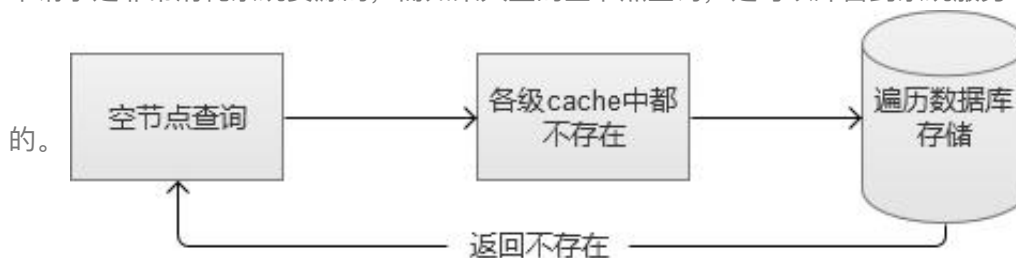 的。
空节点查询
各级cache中都
不存在
遍历数据库
存储
返回不存在